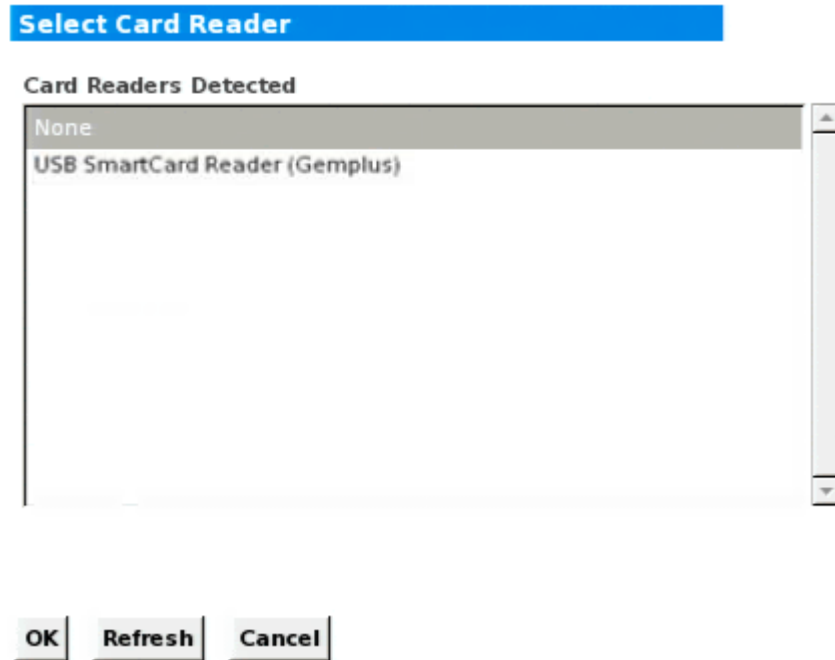 Select Card Reader
Card Readers Detected
None
USB SmartCard Reader (Gemplus)
OK Refresh Cancel